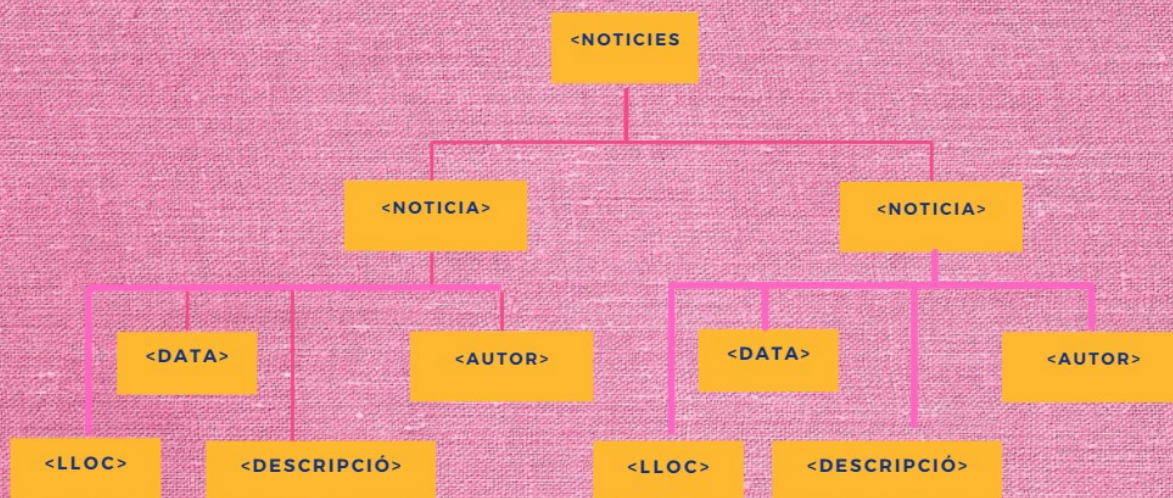 <NOTICIES
<NOTICIA>
<NOTICIA>
<DATA>
<AUTOR>
<DATA>
<AUTOR>
<LLOC>
<DESCRIPCIÓ>
<LLOC>
<DESCRIPCIÓ>